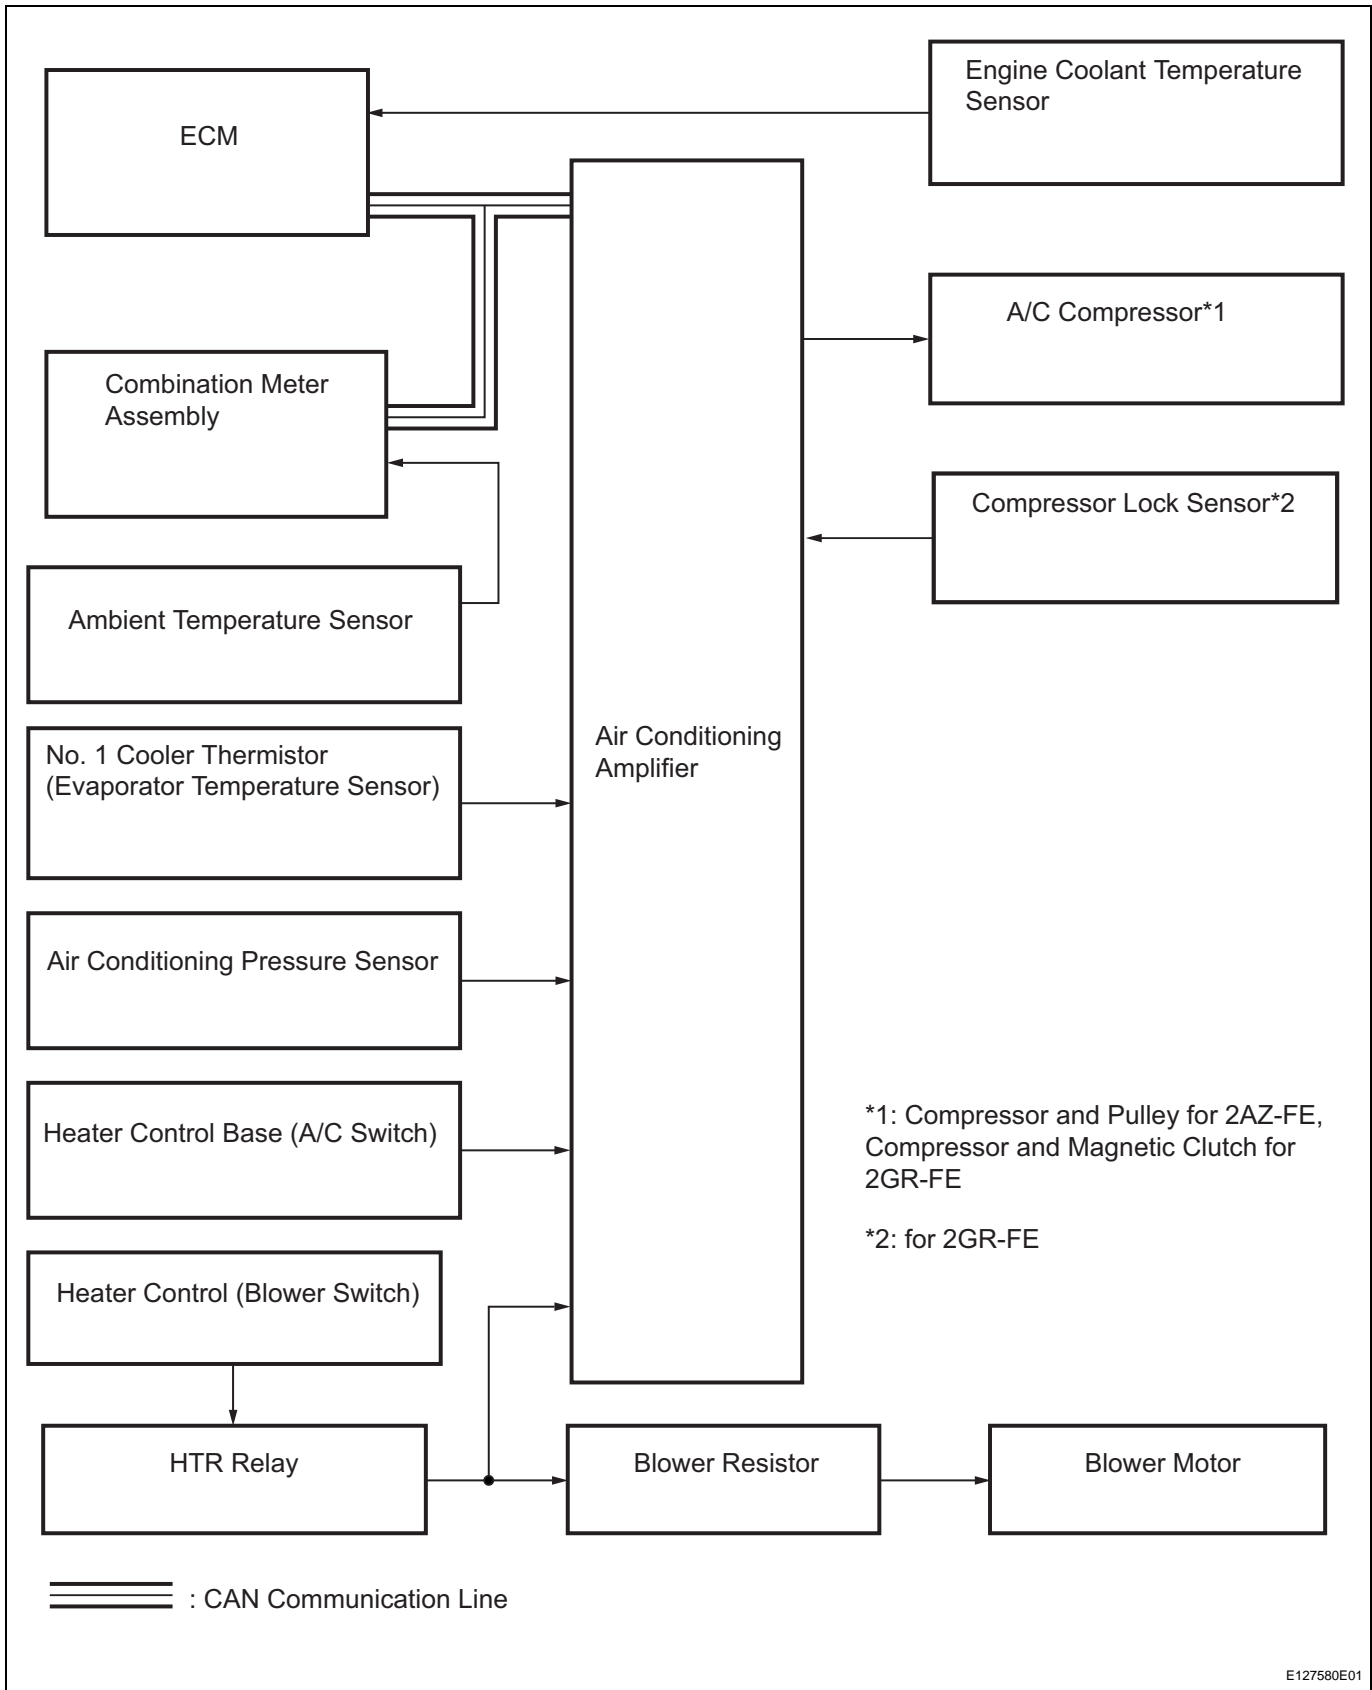 ECM
Engine Coolant Temperature
Sensor
A/C Compressor*1
Combination Meter
Assembly
Compressor Lock Sensor*2
Ambient Temperature Sensor
No. 1 Cooler Thermistor
(Evaporator Temperature Sensor)
Air Conditioning
Amplifier
Air Conditioning Pressure Sensor
Heater Control Base (A/C Switch)
*1: Compressor and Pulley for 2AZ-FE,
Compressor and Magnetic Clutch for
2GR-FE
*2: for 2GR-FE
Heater Control (Blower Switch)
HTR Relay
Blower Resistor
Blower Motor
: CAN Communication Line
E127580E01